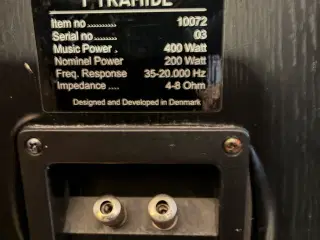 PYRAMIDE
Item no .......... 10072
Serial no ......... 03
Music Power . 400 Watt
Nominel Power 200 Watt
Freq. Response 35-20.000 Hz
Impedance .... 4-8 Ohm
Designed and Developed in Denmark